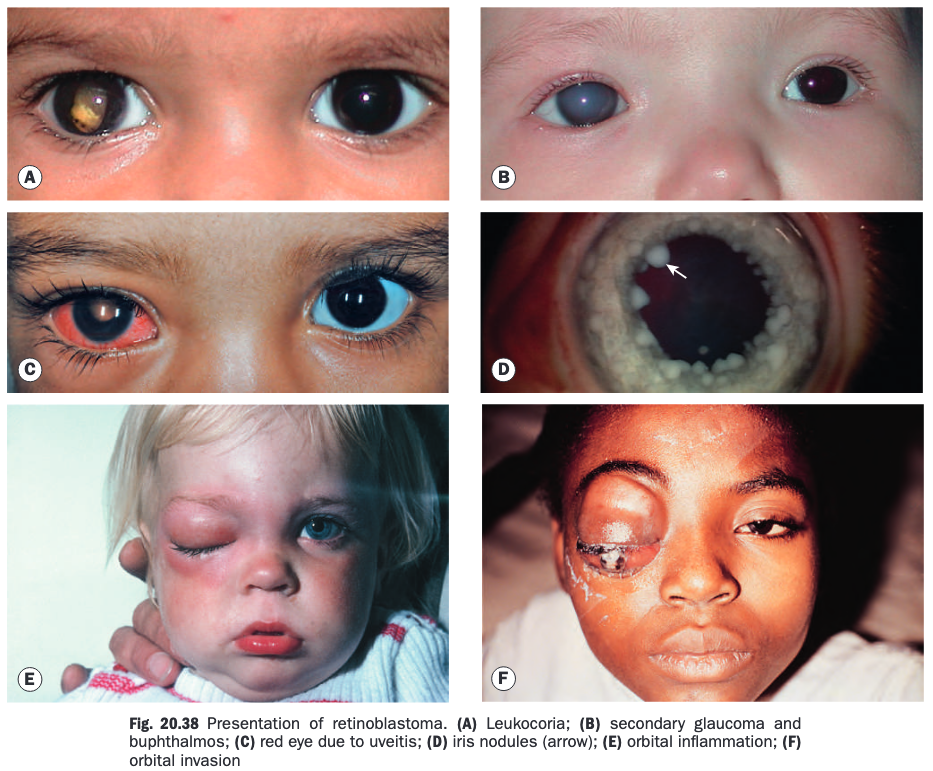 A
B
C
D
E
F
Fig. 20.38 Presentation of retinoblastoma. (A) Leukocoria; (B) secondary glaucoma and
buphthalmos; (C) red eye due to uveitis; (D) iris nodules (arrow); (E) orbital inflammation; (F)
orbital invasion